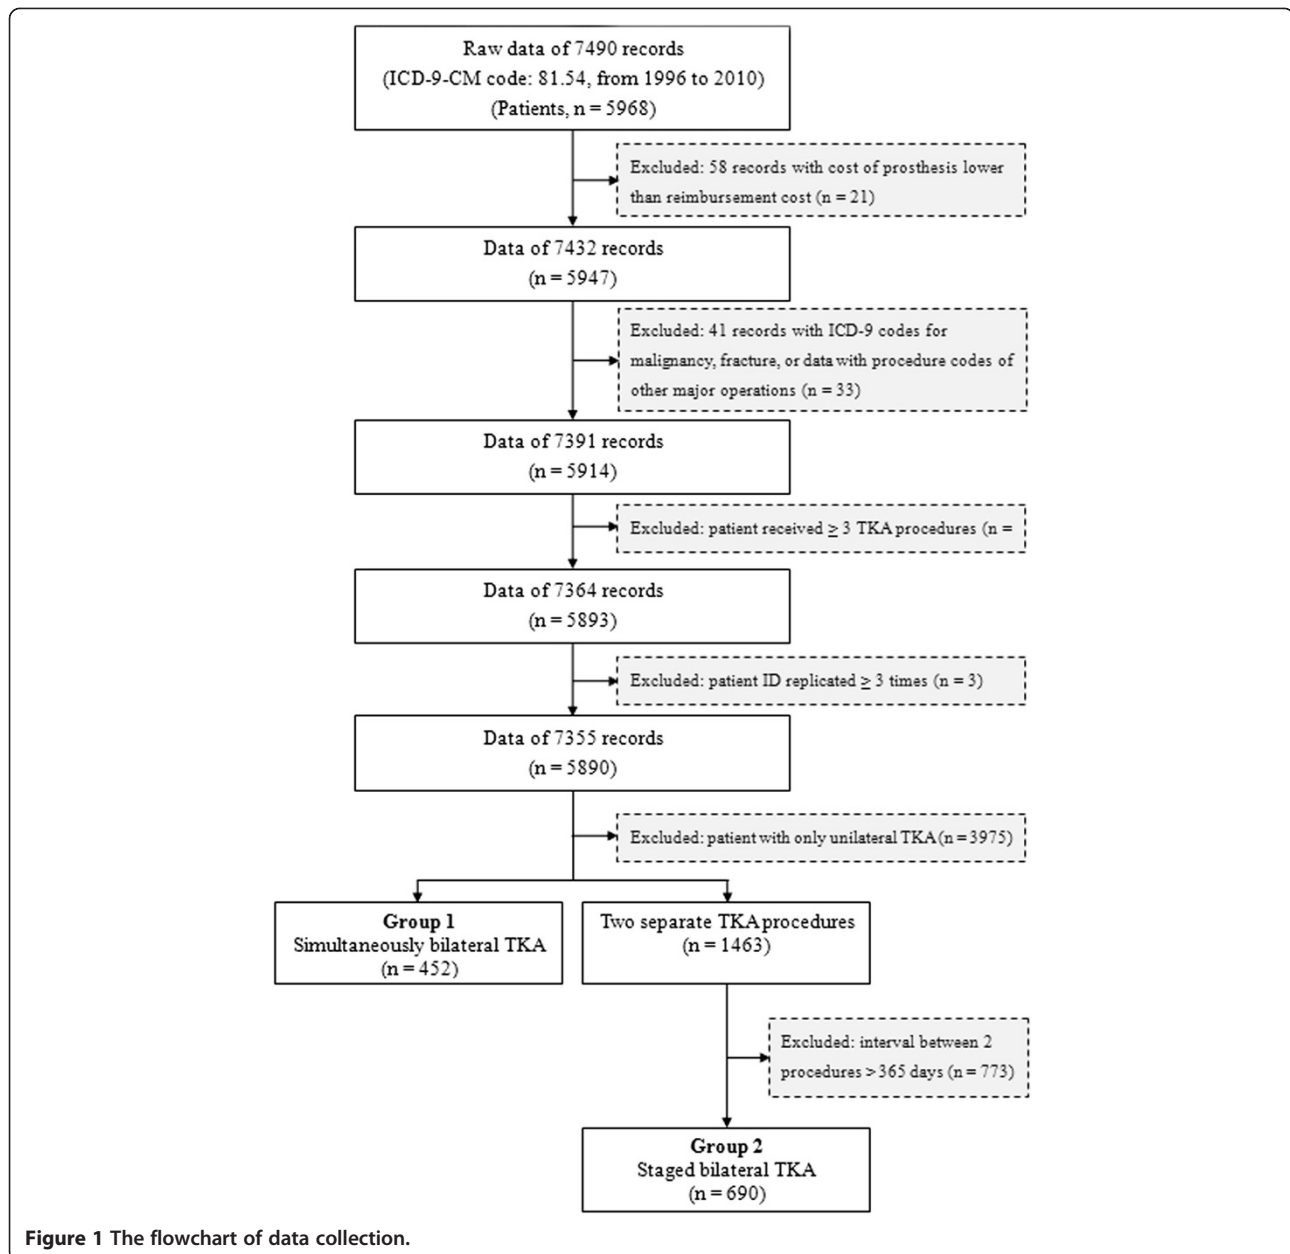 Raw data of 7490 records
(ICD-9-CM code: 81.54, from 1996 to 2010)
(Patients, n = 5968)
Excluded: 58 records with cost of prosthesis lower
than reimbursement cost (n = 21)
Data of 7432 records
(n = 5947)
Excluded: 41 records with ICD-9 codes for
malignancy, fracture, or data with procedure codes of
other major operations (n = 33)
Data of 7391 records
(n = 5914)
Excluded: patient received ≥ 3 TKA procedures (n =
Data of 7364 records
(n = 5893)
Excluded: patient ID replicated ≥ 3 times (n = 3)
Data of 7355 records
(n = 5890)
Excluded: patient with only unilateral TKA (n = 3975)
Group 1
Simultaneously bilateral TKA
(n = 452)
Two separate TKA procedures
(n = 1463)
Excluded: interval between 2
procedures > 365 days (n = 773)
Group 2
Staged bilateral TKA
(n = 690)
Figure 1 The flowchart of data collection.